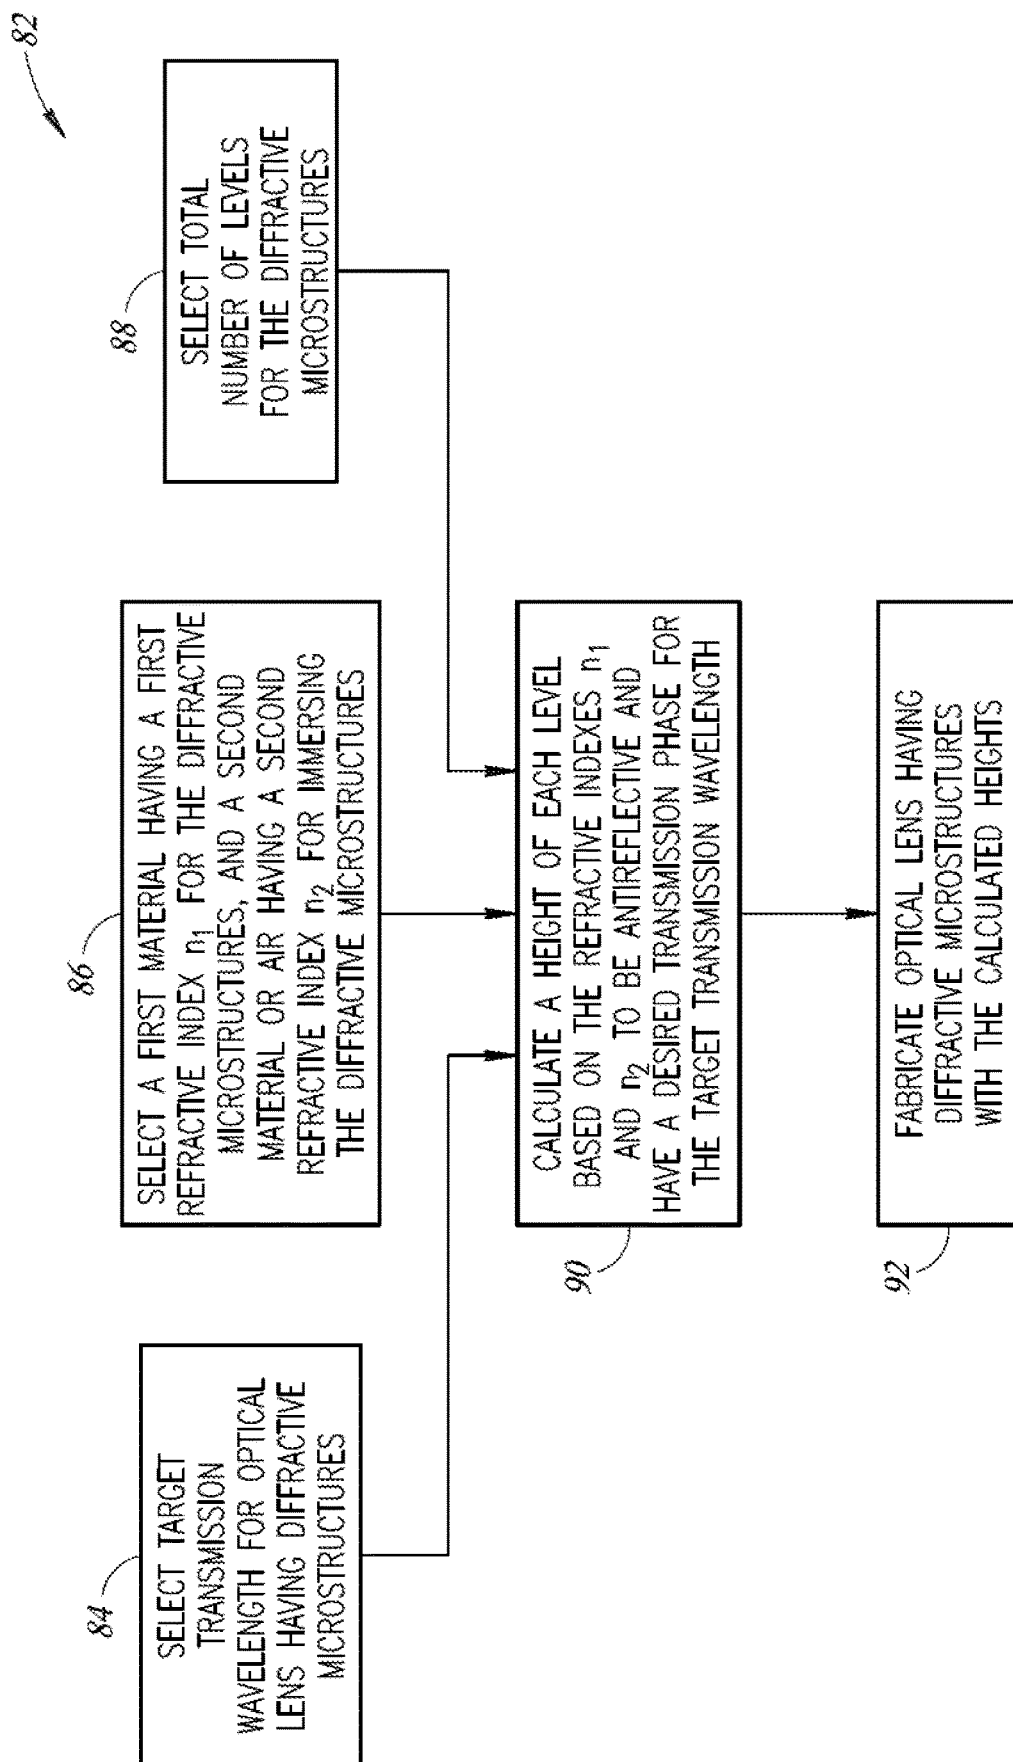 82
84
SELECT TARGET
TRANSMISSION
WAVELENGTH FOR OPTICAL
LENS HAVING DIFFRACTIVE
MICROSTRUCTURES
86
SELECT A FIRST MATERIAL HAVING A FIRST
REFRACTIVE INDEX n₁ FOR THE DIFFRACTIVE
MICROSTRUCTURES, AND A SECOND
MATERIAL OR AIR HAVING A SECOND
REFRACTIVE INDEX n₂ FOR IMMERSING
THE DIFFRACTIVE MICROSTRUCTURES
88
SELECT TOTAL
NUMBER OF LEVELS
FOR THE DIFFRACTIVE
MICROSTRUCTURES
90
CALCULATE A HEIGHT OF EACH LEVEL
BASED ON THE REFRACTIVE INDEXES n₁
AND n₂ TO BE ANTIREFLECTIVE AND
HAVE A DESIRED TRANSMISSION PHASE FOR
THE TARGET TRANSMISSION WAVELENGTH
92
FABRICATE OPTICAL LENS HAVING
DIFFRACTIVE MICROSTRUCTURES
WITH THE CALCULATED HEIGHTS